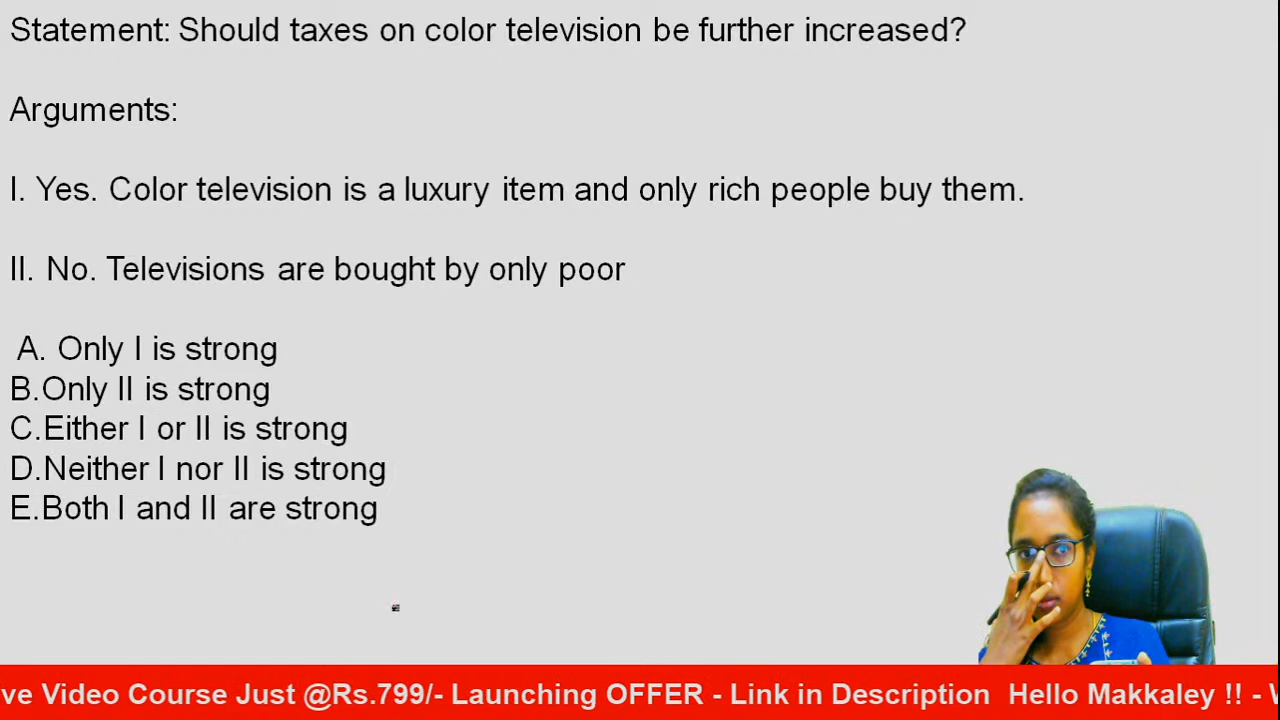 Statement: Should taxes on color television be further increased?
Arguments:
I. Yes. Color television is a luxury item and only rich people buy them.
II. No. Televisions are bought by only poor
A. Only I is strong
B.Only II is strong
C.Either I or II is strong
D.Neither I nor II is strong
E.Both I and II are strong
ve Video Course Just @Rs.799/- Launching OFFER - Link in Description Hello Makkaley !! -